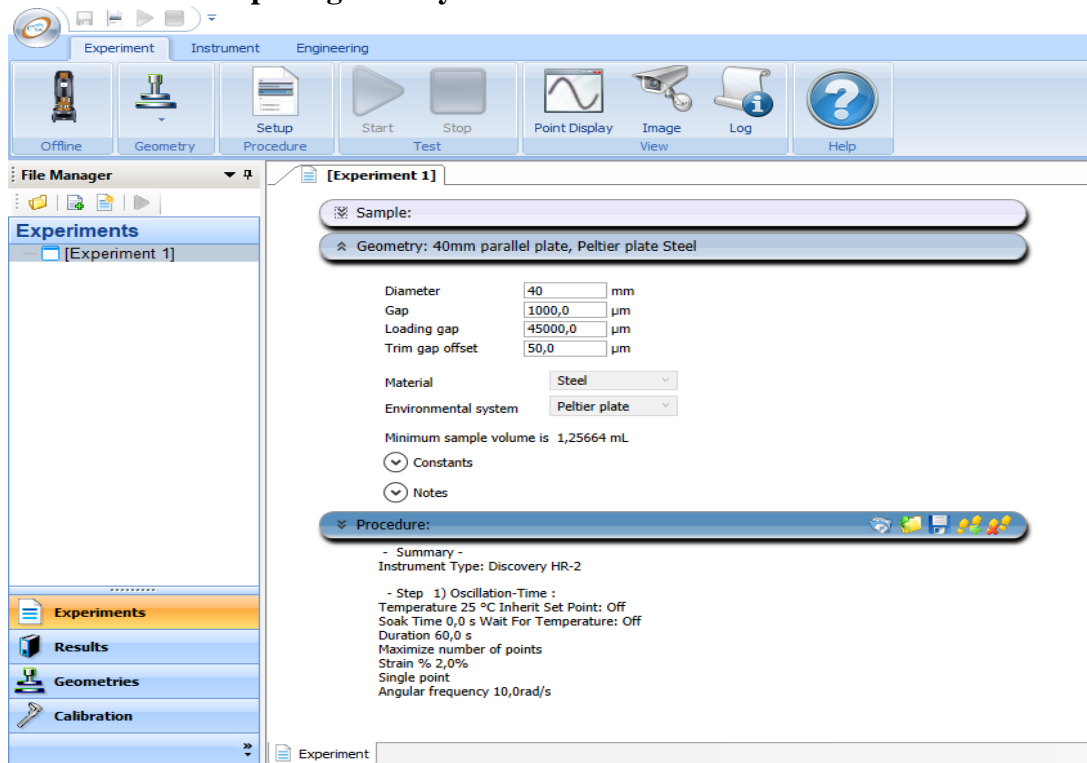 Experiment Instrument Engineering
Setup Start Stop Point Display Image Log
Offline Geometry Procedure Test View Help
File Manager
[Experiment 1]
Experiments
[Experiment 1]
Sample:
Geometry: 40mm parallel plate, Peltier plate Steel
Diameter 40 mm
Gap 1000,0 µm
Loading gap 45000,0 µm
Trim gap offset 50,0 µm
Material Steel
Environmental system Peltier plate
Minimum sample volume is 1,25664 mL
Constants
Notes
Procedure:
- Summary -
Instrument Type: Discovery HR-2
- Step 1) Oscillation-Time :
Temperature 25 °C Inherit Set Point: Off
Soak Time 0,0 s Wait For Temperature: Off
Duration 60,0 s
Maximize number of points
Strain % 2,0%
Single point
Angular frequency 10,0rad/s
Experiments
Results
Geometries
Calibration
Experiment